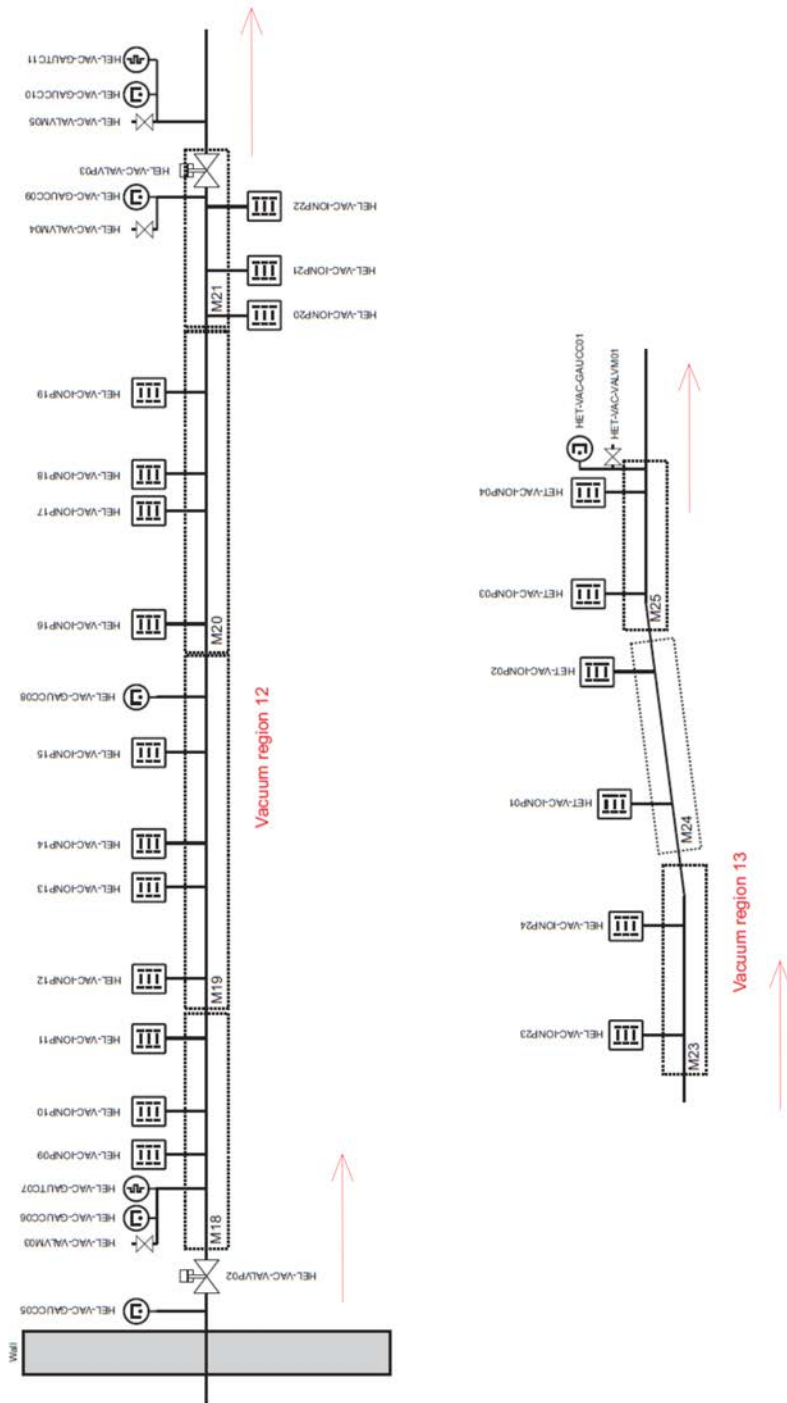 HEL-VAC-GAUTC11
HEL-VAC-GAUCC10
HEL-VAC-VALVM05
HEL-VAC-VALVP03
HEL-VAC-GAUCC09
HEL-VAC-VALVM04
HEL-VAC-IONP22
HEL-VAC-IONP21
HEL-VAC-IONP20
M21
HEL-VAC-IONP19
HEL-VAC-IONP18
HEL-VAC-IONP17
HEL-VAC-IONP16
M20
HEL-VAC-GAUCC08
HEL-VAC-IONP15
HEL-VAC-IONP14
HEL-VAC-IONP13
HEL-VAC-IONP12
M19
Vacuum region 12
HEL-VAC-IONP11
HEL-VAC-IONP10
HEL-VAC-IONP09
HEL-VAC-GAUTC07
HEL-VAC-GAUCC06
HEL-VAC-VALVM03
M18
HEL-VAC-VALVP02
HEL-VAC-GAUCC05
Wall
HET-VAC-GAUCC01
HET-VAC-VALVM01
HET-VAC-IONP04
HET-VAC-IONP03
M25
HET-VAC-IONP02
HET-VAC-IONP01
M24
HEL-VAC-IONP24
HEL-VAC-IONP23
M23
Vacuum region 13